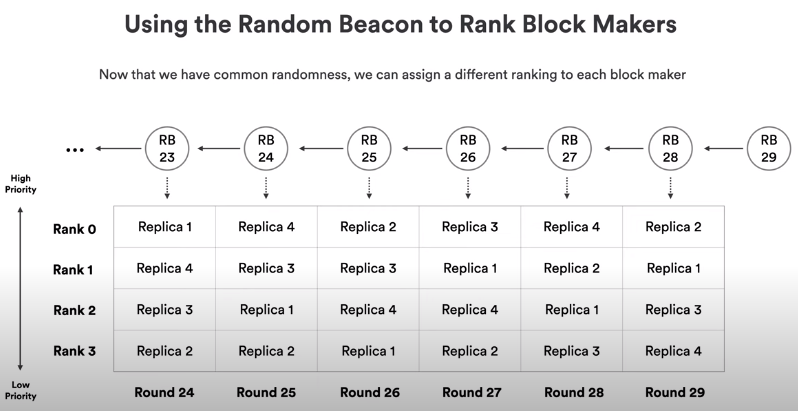 Using the Random Beacon to Rank Block Makers
Now that we have common randomness, we can assign a different ranking to each block maker
... RB 23 RB 24 RB 25 RB 26 RB 27 RB 28 RB 29
High Priority
Rank 0 Replica 1 Replica 4 Replica 2 Replica 3 Replica 4 Replica 2
Rank 1 Replica 4 Replica 3 Replica 3 Replica 1 Replica 2 Replica 1
Rank 2 Replica 3 Replica 1 Replica 4 Replica 4 Replica 1 Replica 3
Rank 3 Replica 2 Replica 2 Replica 1 Replica 2 Replica 3 Replica 4
Low Priority
Round 24 Round 25 Round 26 Round 27 Round 28 Round 29